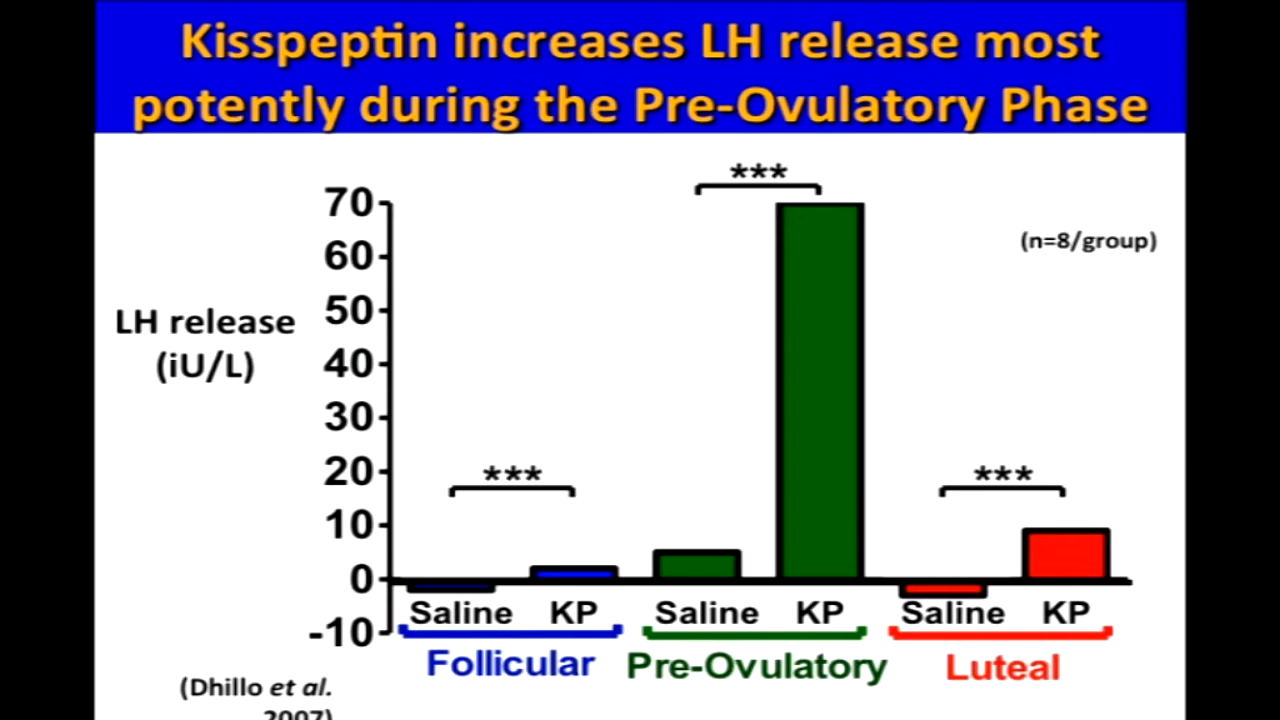 Kisspeptin increases LH release most
potently during the Pre-Ovulatory Phase
***
70
(n=8/group)
60
50
LH release
(iU/L)
40
30
20
***
***
10
0
Saline KP Saline KP Saline KP
-10
Follicular Pre-Ovulatory Luteal
(Dhillo et al.
2007)